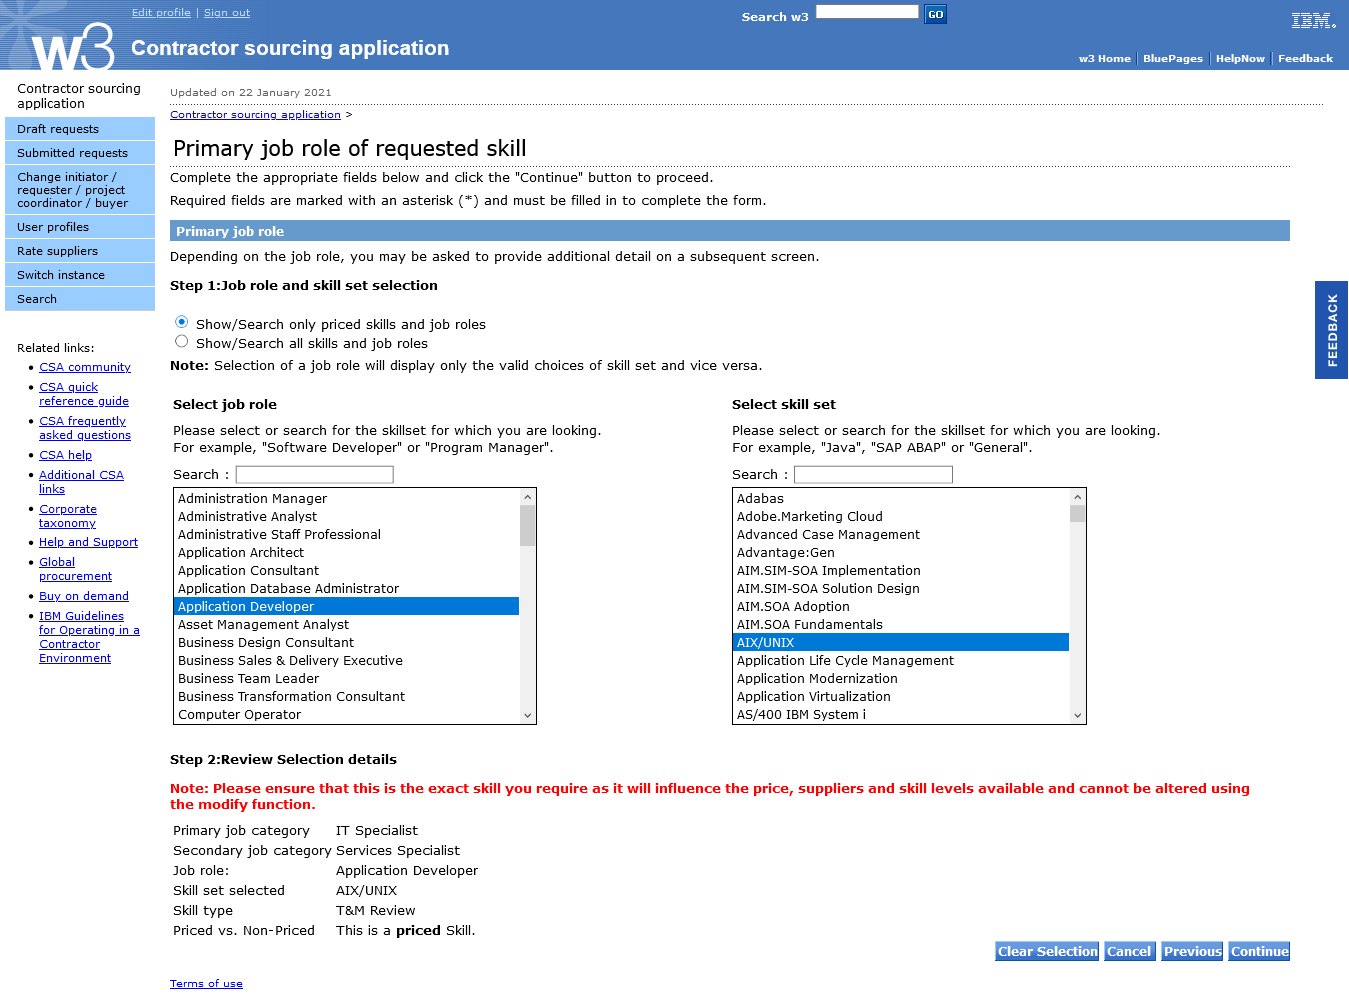 Edit profile | Sign out
Search w3
GO
IBM.
w3
Contractor sourcing application
w3 Home
BluePages
HelpNow
Feedback
Contractor sourcing
application
Draft requests
Submitted requests
Change initiator /
requester / project
coordinator / buyer
User profiles
Rate suppliers
Switch instance
Search
Related links:
CSA community
CSA quick
reference guide
CSA frequently
asked questions
CSA help
Additional CSA
links
Corporate
taxonomy
Help and Support
Global
procurement
Buy on demand
IBM Guidelines
for Operating in a
Contractor
Environment
Updated on 22 January 2021
Contractor sourcing application >
Primary job role of requested skill
Complete the appropriate fields below and click the "Continue" button to proceed.
Required fields are marked with an asterisk (*) and must be filled in to complete the form.
Primary job role
Depending on the job role, you may be asked to provide additional detail on a subsequent screen.
Step 1:Job role and skill set selection
Show/Search only priced skills and job roles
Show/Search all skills and job roles
Note: Selection of a job role will display only the valid choices of skill set and vice versa.
Select job role
Please select or search for the skillset for which you are looking.
For example, "Software Developer" or "Program Manager".
Search :
Administration Manager
Administrative Analyst
Administrative Staff Professional
Application Architect
Application Consultant
Application Database Administrator
Application Developer
Asset Management Analyst
Business Design Consultant
Business Sales & Delivery Executive
Business Team Leader
Business Transformation Consultant
Computer Operator
Select skill set
Please select or search for the skillset for which you are looking.
For example, "Java", "SAP ABAP" or "General".
Search :
Adabas
Adobe.Marketing Cloud
Advanced Case Management
Advantage:Gen
AIM.SIM-SOA Implementation
AIM.SIM-SOA Solution Design
AIM.SOA Adoption
AIM.SOA Fundamentals
AIX/UNIX
Application Life Cycle Management
Application Modernization
Application Virtualization
AS/400 IBM System i
FEEDBACK
Step 2:Review Selection details
Note: Please ensure that this is the exact skill you require as it will influence the price, suppliers and skill levels available and cannot be altered using
the modify function.
Primary job category IT Specialist
Secondary job category Services Specialist
Job role: Application Developer
Skill set selected AIX/UNIX
Skill type T&M Review
Priced vs. Non-Priced This is a priced Skill.
Clear Selection Cancel Previous Continue
Terms of use